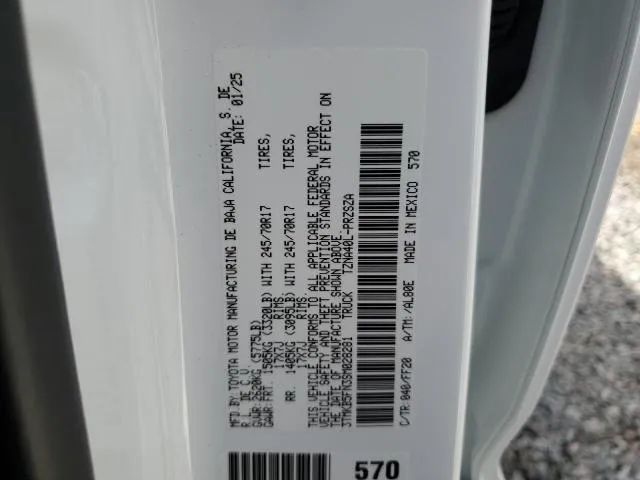 MFD.BY:TOYOTA MOTOR MANUFACTURING DE BAJA CALIFORNIA, S. DE
R.L. DE C.V. DATE: 01/25
GVWR:2620KG (5775LB)
GAWR:FRT. 1505KG (3320LB) WITH 245/70R17 TIRES,
17X7J RIMS.
RR. 1405KG (3095LB) WITH 245/70R17 TIRES,
17X7J RIMS.
THIS VEHICLE CONFORMS TO ALL APPLICABLE FEDERAL MOTOR
VEHICLE SAFETY AND THEFT PREVENTION STANDARDS IN EFFECT ON
THE DATE OF MANUFACTURE SHOWN ABOVE.
TRUCK TZNA40L-PRZSZA
C/TR:040/FF20 A/TM:/AL80E MADE IN MEXICO 570
570